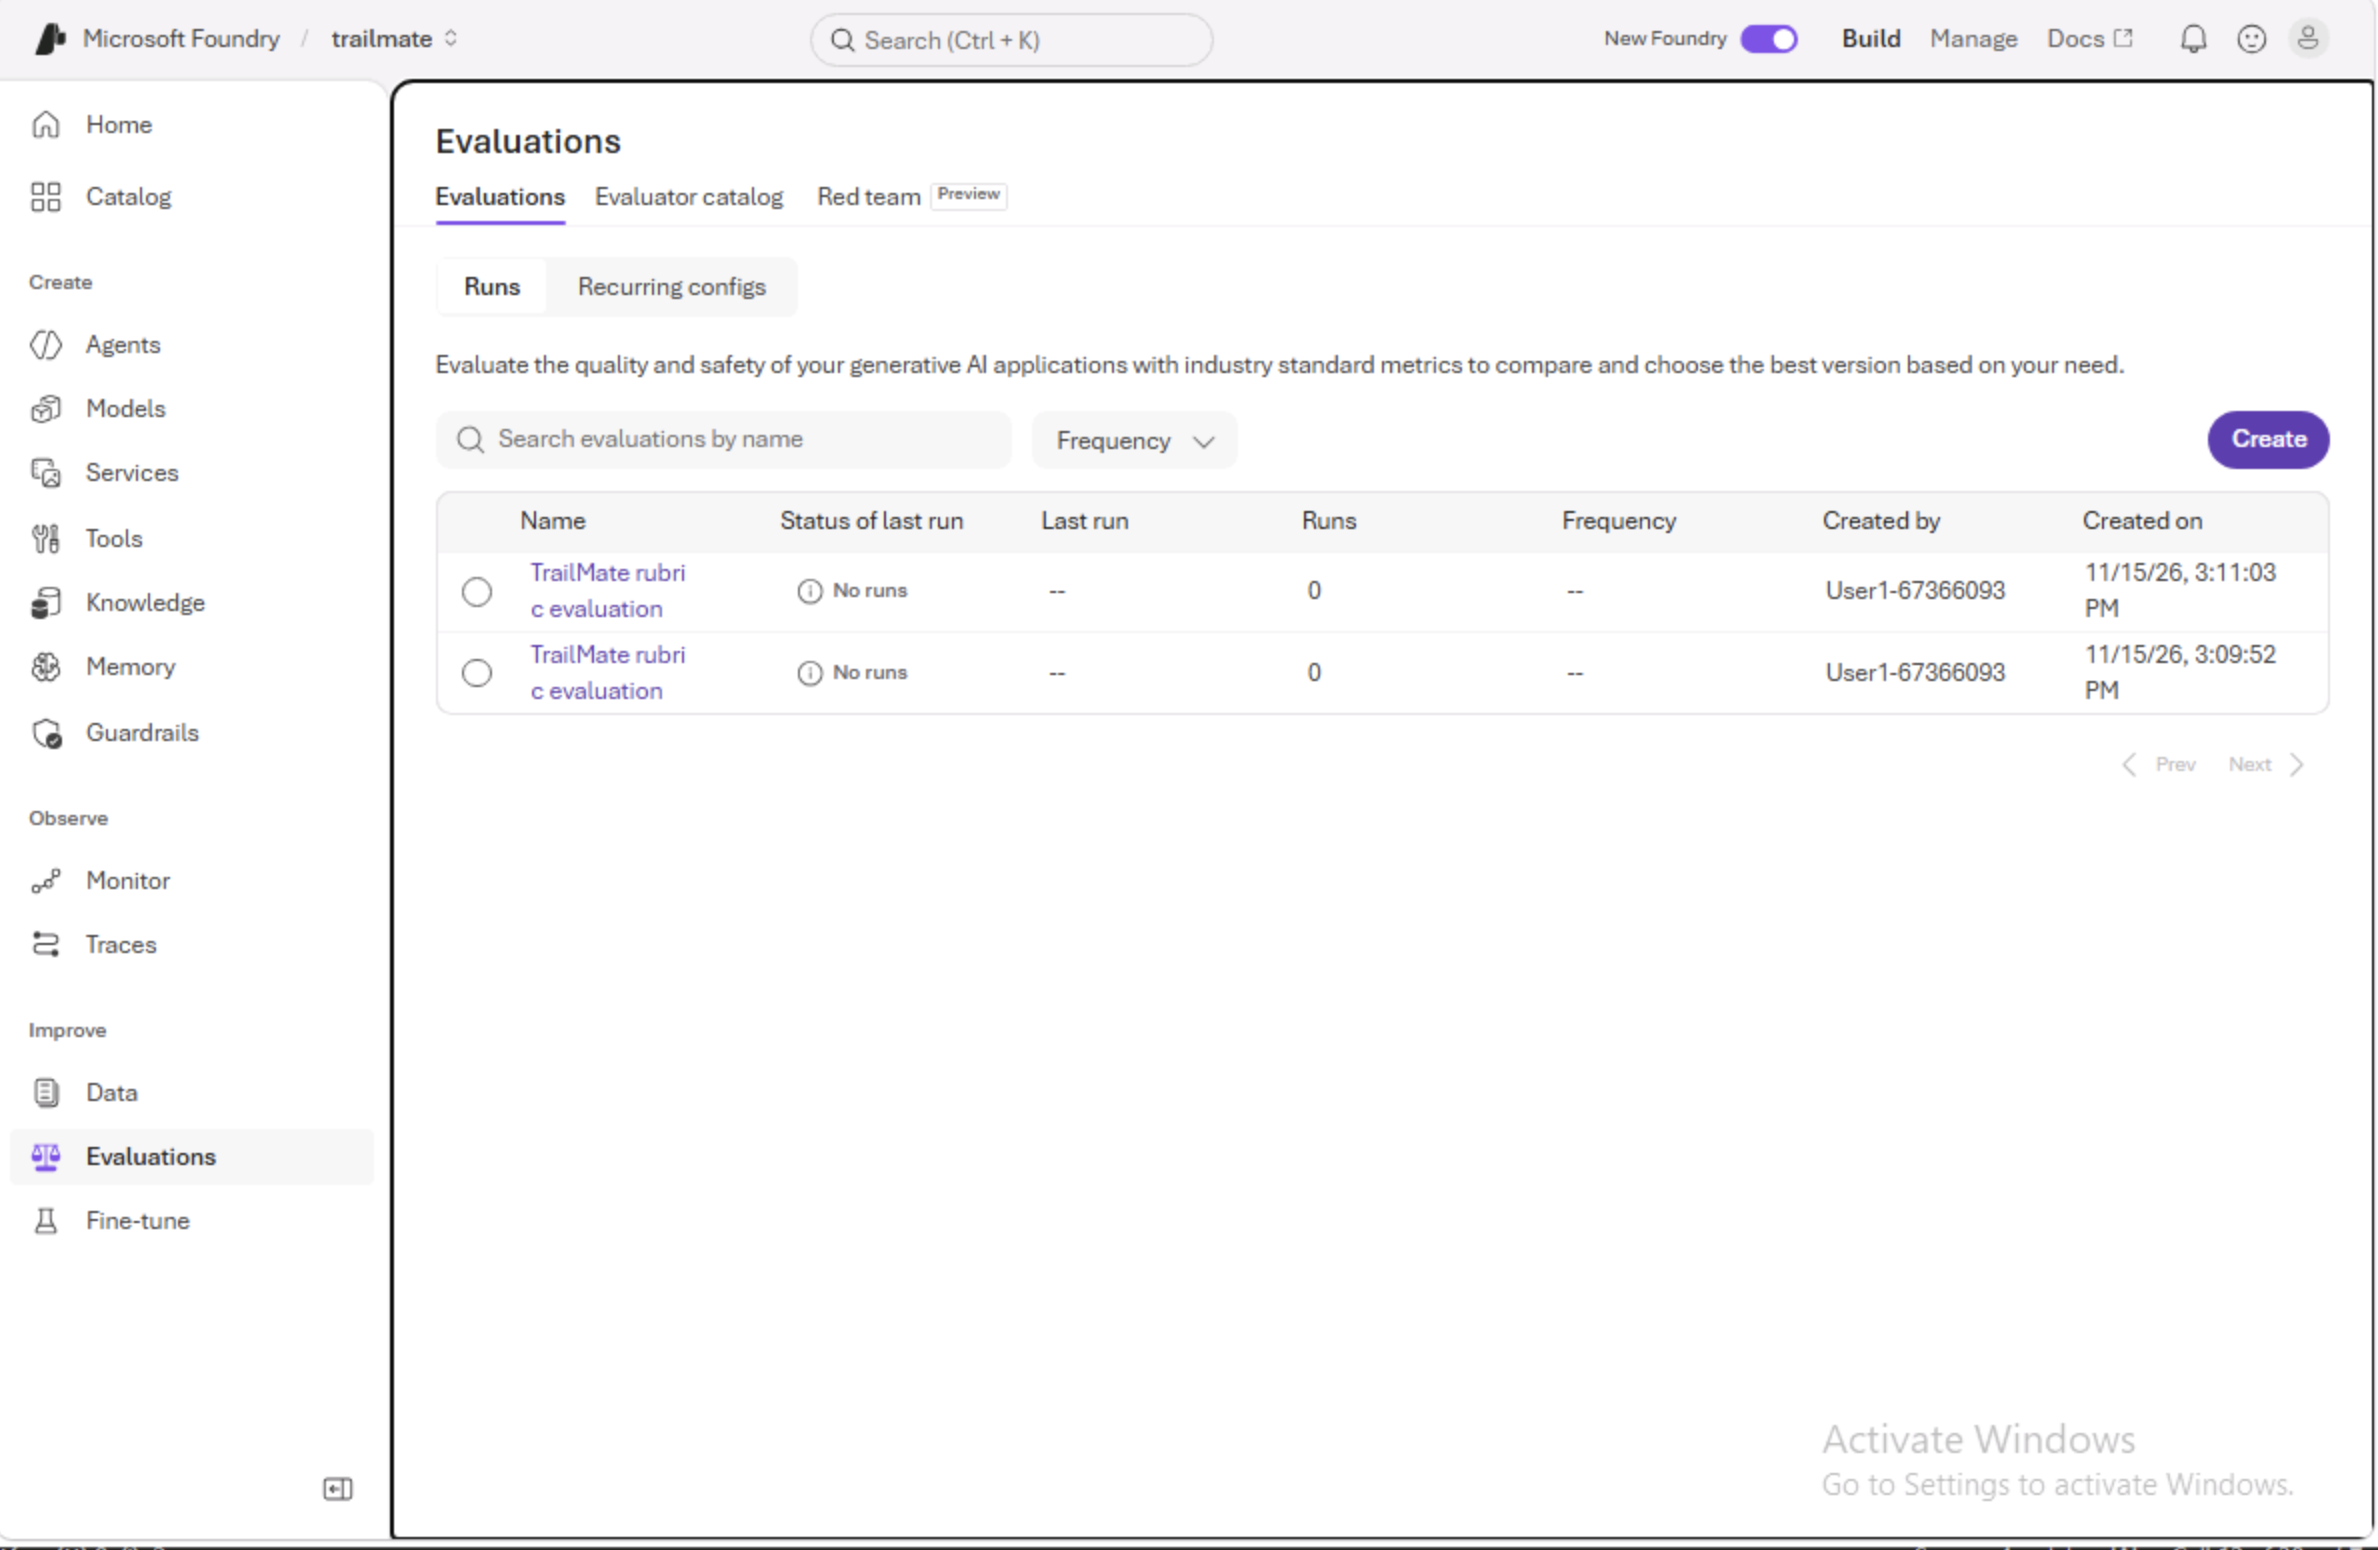 Microsoft Foundry / trailmate
Search (Ctrl + K)
New Foundry
Build
Manage
Docs
Home
Catalog
Create
Agents
Models
Services
Tools
Knowledge
Memory
Guardrails
Observe
Monitor
Traces
Improve
Data
Evaluations
Fine-tune
Evaluations
Evaluations Evaluator catalog Red team Preview
Runs Recurring configs
Evaluate the quality and safety of your generative AI applications with industry standard metrics to compare and choose the best version based on your need.
Search evaluations by name
Frequency
Create
Name Status of last run Last run Runs Frequency Created by Created on
TrailMate rubri
c evaluation
No runs
--
0
--
User1-67366093
11/15/26, 3:11:03
PM
TrailMate rubri
c evaluation
No runs
--
0
--
User1-67366093
11/15/26, 3:09:52
PM
Prev Next
Activate Windows
Go to Settings to activate Windows.